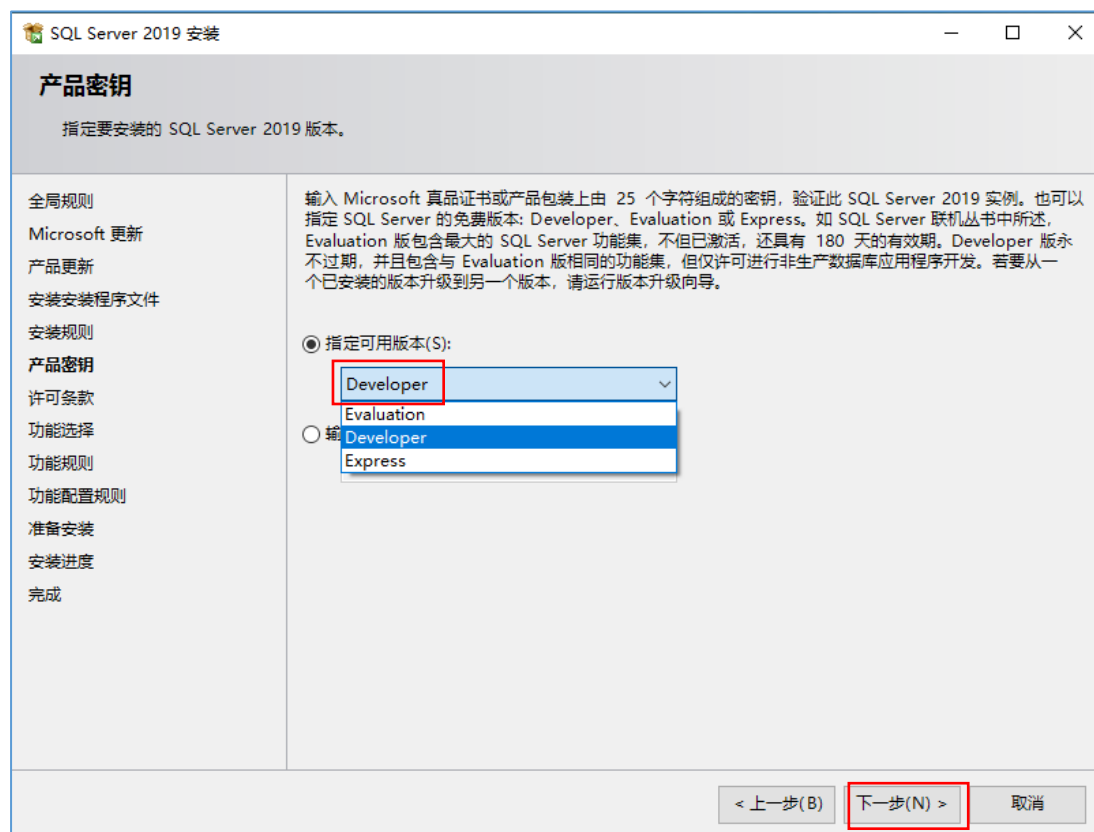 SQL Server 2019 安装
产品密钥
指定要安装的 SQL Server 2019 版本。
全局规则
Microsoft 更新
产品更新
安装安装程序文件
安装规则
产品密钥
许可条款
功能选择
功能规则
功能配置规则
准备安装
安装进度
完成
输入 Microsoft 真品证书或产品包装上由 25 个字符组成的密钥，验证此 SQL Server 2019 实例。也可以
指定 SQL Server 的免费版本: Developer、Evaluation 或 Express。如 SQL Server 联机丛书中所述，
Evaluation 版包含最大的 SQL Server 功能集，不但已激活，还具有 180 天的有效期。Developer 版永
不过期，并且包含与 Evaluation 版相同的功能集，但仅许可进行非生产数据库应用程序开发。若要从一
个已安装的版本升级到另一个版本，请运行版本升级向导。
指定可用版本(S):
Developer
Evaluation
输
Developer
Express
< 上一步(B)
下一步(N) >
取消